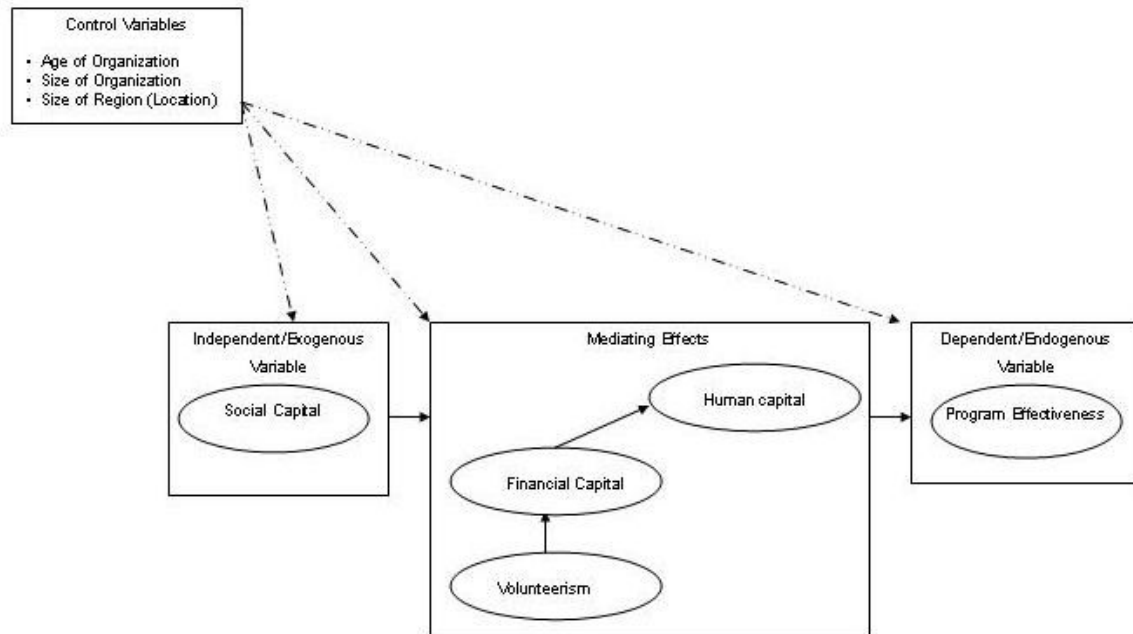 Control Variables
• Age of Organization
• Size of Organization
• Size of Region (Location)
Independent/Exogenous
Variable
Social Capital
Mediating Effects
Human capital
Financial Capital
Volunteerism
Dependent/Endogenous
Variable
Program Effectiveness